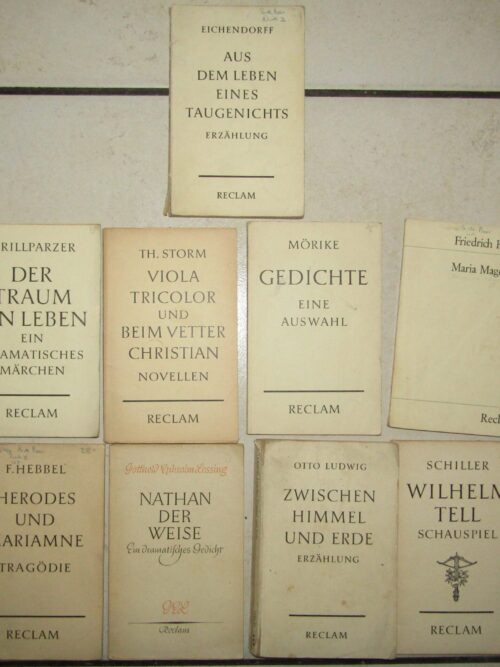 EICHENDORFF
AUS
DEM LEBEN
EINES
TAUGENICHTS
ERZÄHLUNG
RECLAM
RILLPARZER
DER
TRAUM
N LEBEN
EIN
AMATISCHES
MÄRCHEN
RECLAM
TH. STORM
VIOLA
TRICOLOR
UND
BEIM VETTER
CHRISTIAN
NOVELLEN
RECLAM
MÖRIKE
GEDICHTE
EINE
AUSWAHL
RECLAM
Friedrich H
Maria Mag
Recl
F. HEBBEL
HERODES
UND
ARIAMNE
TRAGÖDIE
RECLAM
Gotthold Ephraim Lessing
NATHAN
DER
WEISE
Ein dramatisches Gedicht
Reclam
OTTO LUDWIG
ZWISCHEN
HIMMEL
UND ERDE
ERZÄHLUNG
RECLAM
SCHILLER
WILHELM
TELL
SCHAUSPIEL
RECLAM